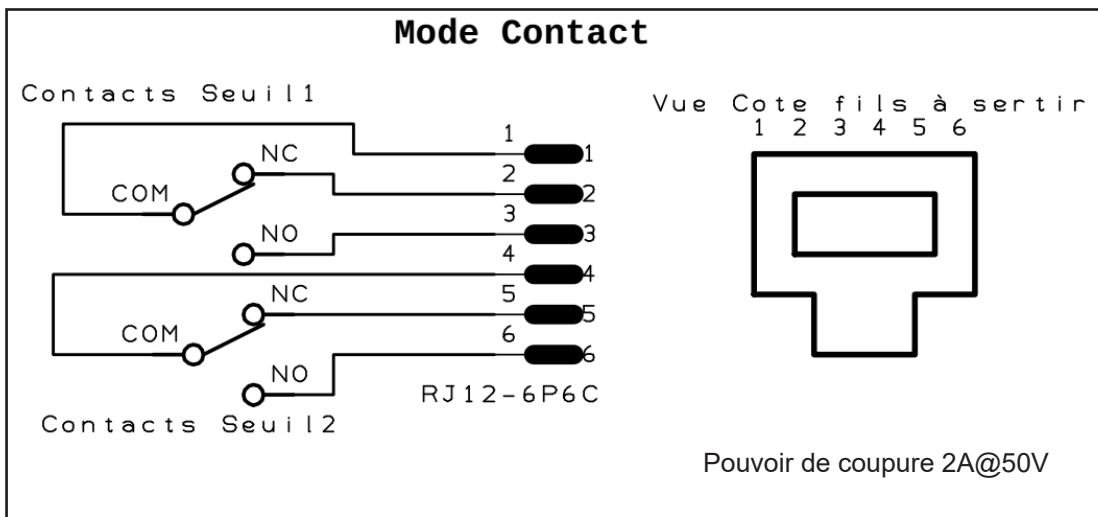 Mode Contact
Contacts Seuil1
COM
NC
NO
1
2
3
4
5
6
1
2
3
4
5
6
COM
NC
NO
RJ12-6P6C
Contacts Seuil2
Vue Cote fils à sertir
1 2 3 4 5 6
Pouvoir de coupure 2A@50V